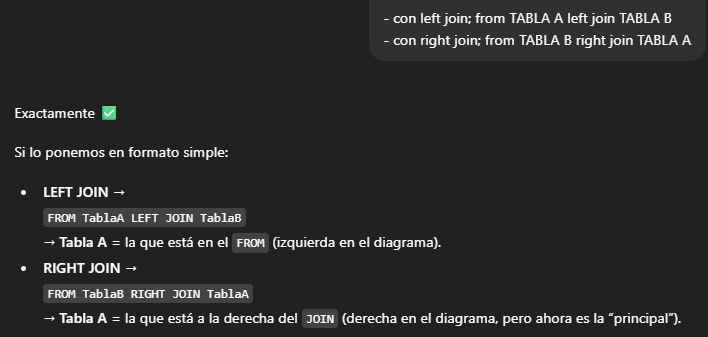 - con left join; from TABLA A left join TABLA B
- con right join; from TABLA B right join TABLA A
Exactamente ✅
Si lo ponemos en formato simple:
• LEFT JOIN →
FROM TablaA LEFT JOIN TablaB
→ Tabla A = la que está en el FROM (izquierda en el diagrama).
• RIGHT JOIN →
FROM TablaB RIGHT JOIN TablaA
→ Tabla A = la que está a la derecha del JOIN (derecha en el diagrama, pero ahora es la “principal”).